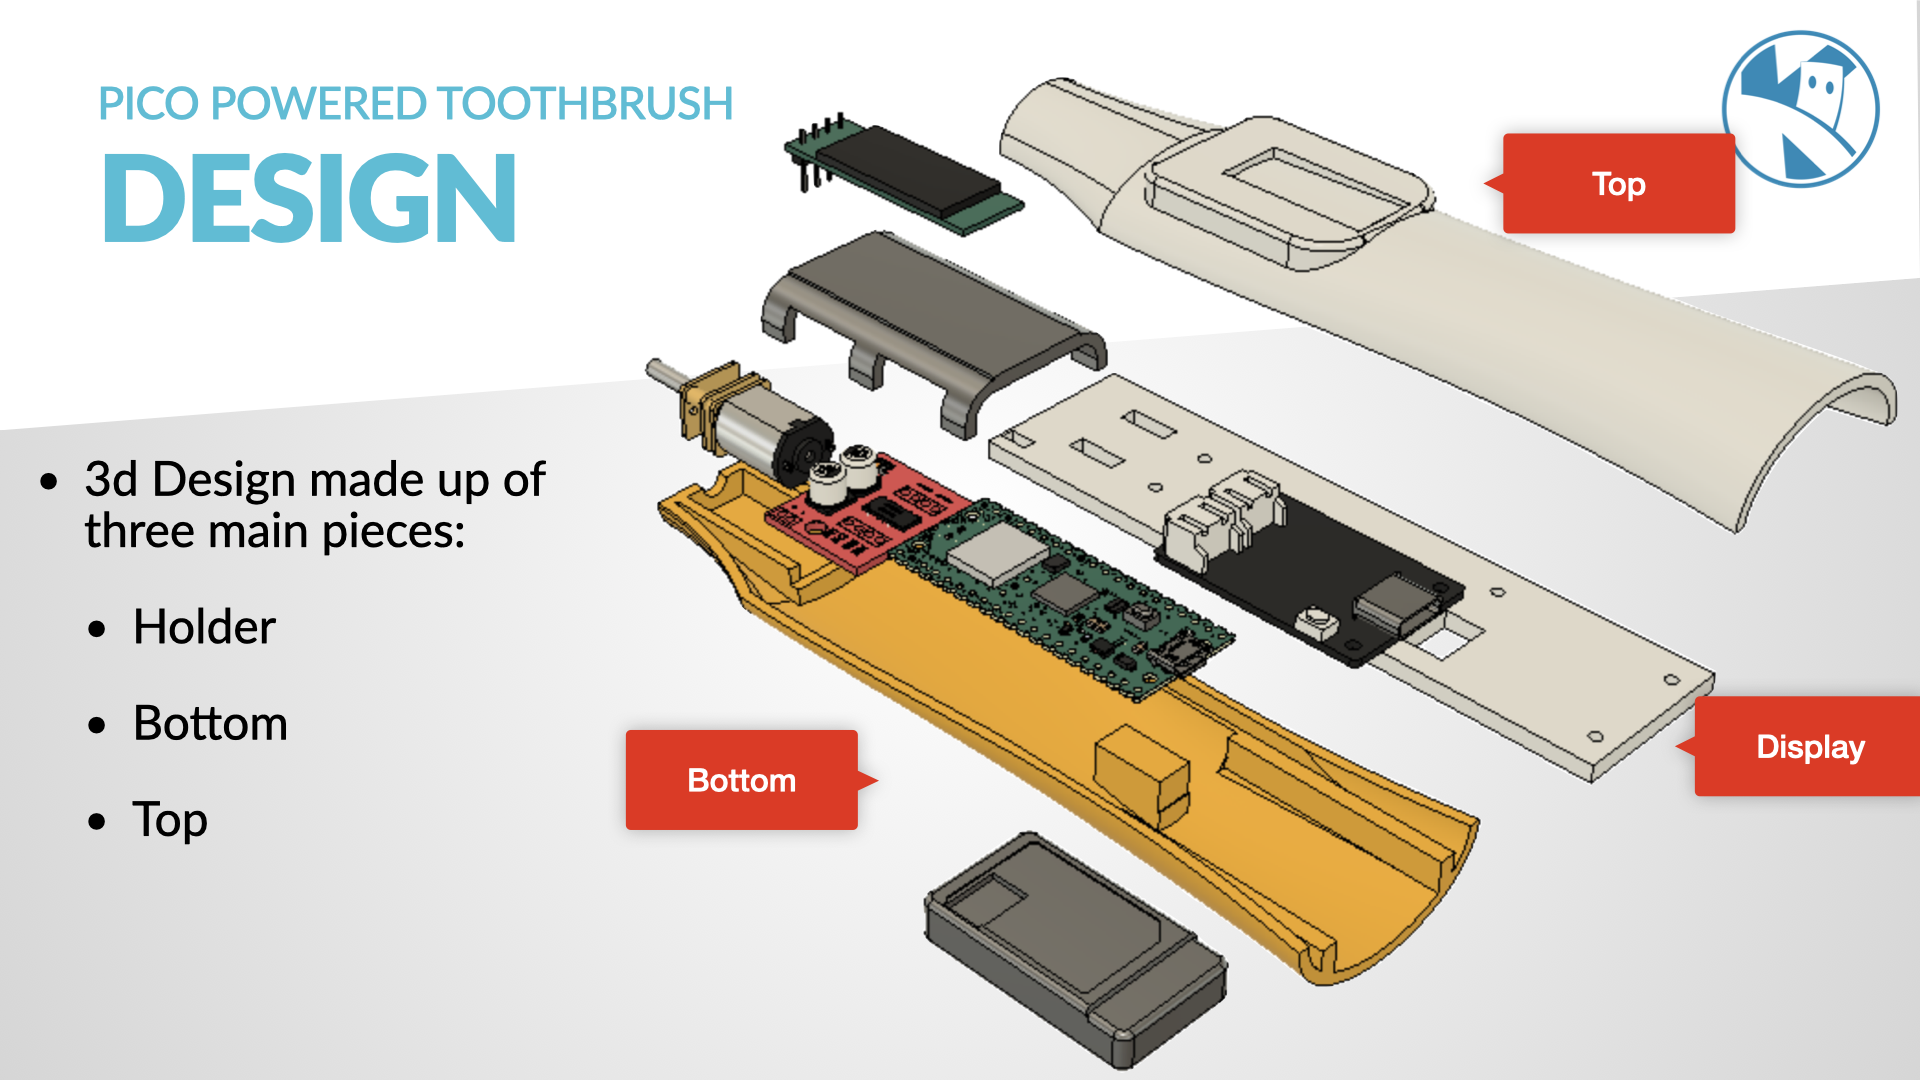 PICO POWERED TOOTHBRUSH
DESIGN
• 3d Design made up of
three main pieces:
• Holder
• Bottom
• Top
Top
Display
Bottom